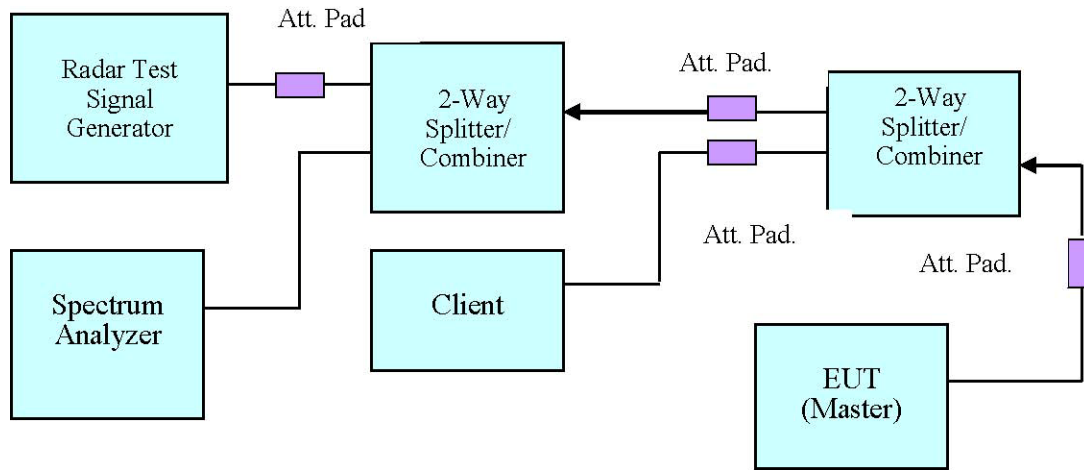 Att. Pad
Radar Test
Signal
Generator
2-Way
Splitter/
Combiner
Att. Pad.
2-Way
Splitter/
Combiner
Att. Pad.
Att. Pad.
Spectrum
Analyzer
Client
EUT
(Master)